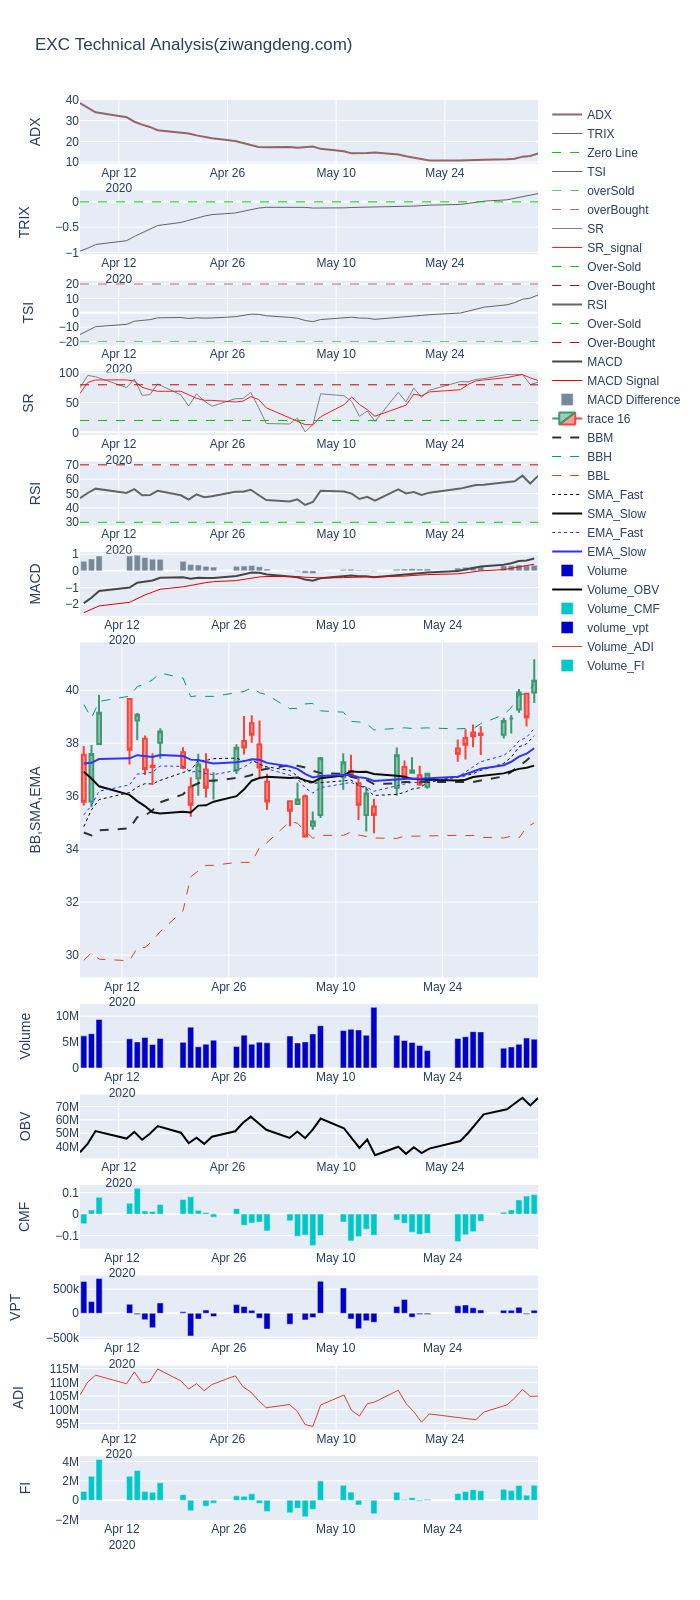 EXC Technical Analysis(ziwangdeng.com)
ADX
40
30
20
10
Apr 12
2020
Apr 26
May 10
May 24
TRIX
0
−0.5
−1
Apr 12
2020
Apr 26
May 10
May 24
TSI
20
10
0
−10
−20
Apr 12
2020
Apr 26
May 10
May 24
SR
100
50
0
Apr 12
2020
Apr 26
May 10
May 24
RSI
70
60
50
40
30
Apr 12
2020
Apr 26
May 10
May 24
MACD
1
0
−1
−2
Apr 12
2020
Apr 26
May 10
May 24
BB,SMA,EMA
40
38
36
34
32
30
Apr 12
2020
Apr 26
May 10
May 24
Volume
10M
5M
0
Apr 12
2020
Apr 26
May 10
May 24
OBV
70M
60M
50M
40M
Apr 12
2020
Apr 26
May 10
May 24
CMF
0.1
0
−0.1
Apr 12
2020
Apr 26
May 10
May 24
VPT
500k
0
−500k
Apr 12
2020
Apr 26
May 10
May 24
ADI
115M
110M
105M
100M
95M
Apr 12
2020
Apr 26
May 10
May 24
FI
4M
2M
0
−2M
Apr 12
2020
Apr 26
May 10
May 24
ADX
TRIX
Zero Line
TSI
overSold
overBought
SR
SR_signal
Over-Sold
Over-Bought
RSI
Over-Sold
Over-Bought
MACD
MACD Signal
MACD Difference
trace 16
BBM
BBH
BBL
SMA_Fast
SMA_Slow
EMA_Fast
EMA_Slow
Volume
Volume_OBV
Volume_CMF
volume_vpt
Volume_ADI
Volume_FI